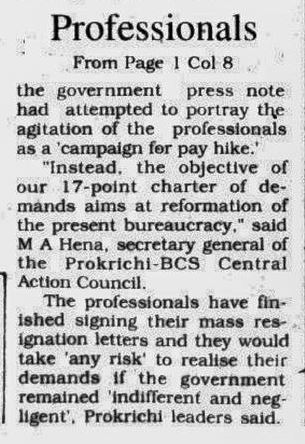 Professionals
From Page 1 Col 8
the government press note
had attempted to portray the
agitation of the professionals
as a 'campaign for pay hike.'
"Instead, the objective of
our 17-point charter of de-
mands aims at reformation of
the present bureaucracy," said
M A Hena, secretary general of
the Prokrichi-BCS Central
Action Council.
The professionals have fin-
ished signing their mass res-
ignation letters and they would
take 'any risk' to realise their
demands if the government
remained 'indifferent and neg-
ligent', Prokrichi leaders said.